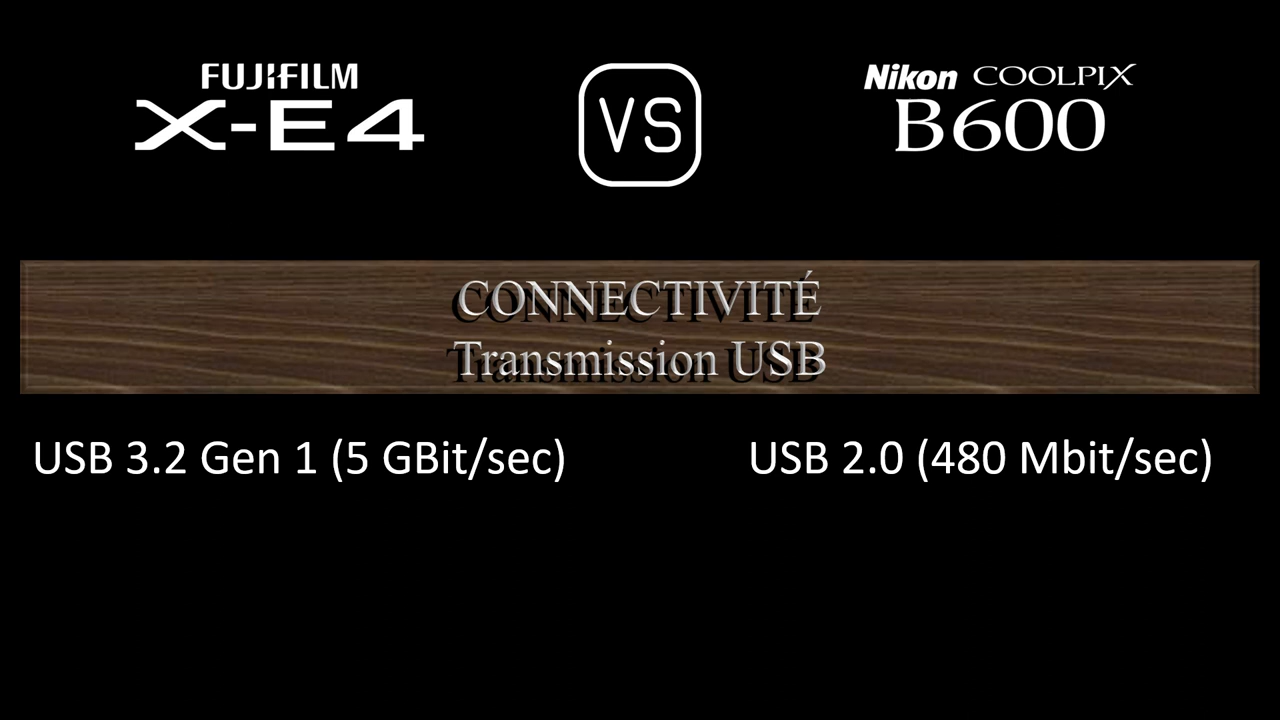 FUJIFILM
X-E4
VS
Nikon COOLPIX
B600
CONNECTIVITÉ
Transmission USB
USB 3.2 Gen 1 (5 GBit/sec)
USB 2.0 (480 Mbit/sec)